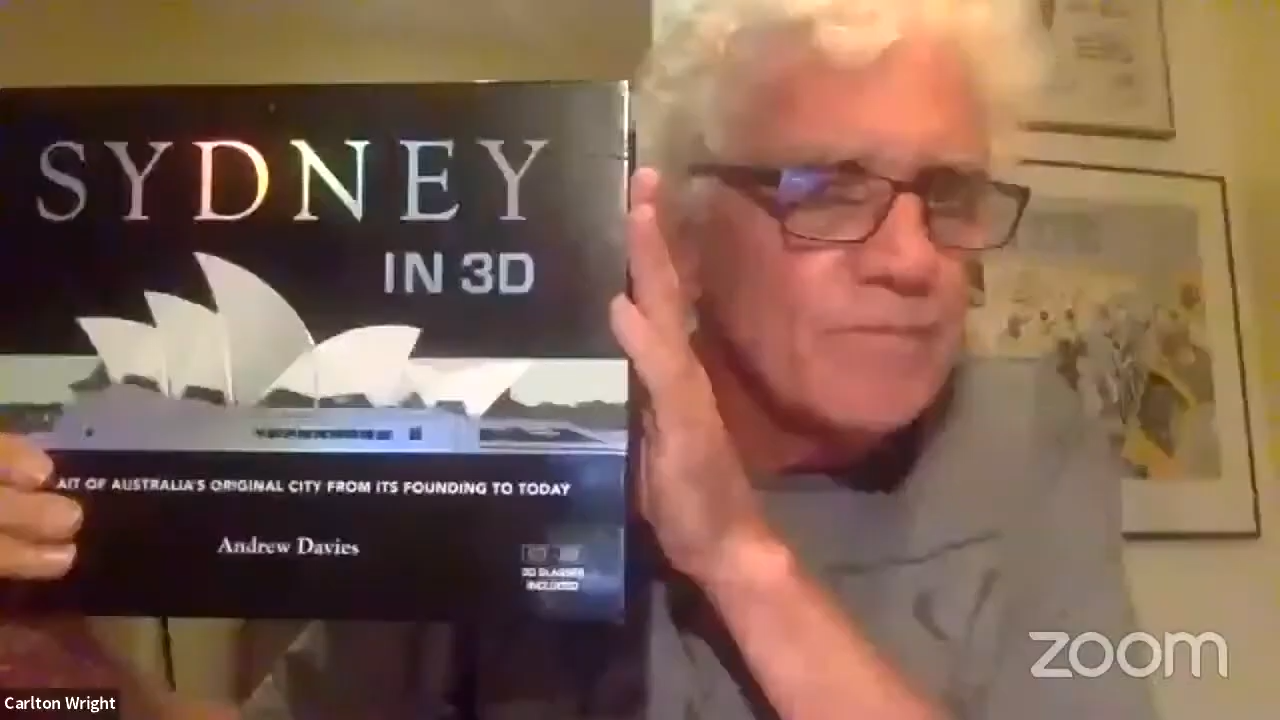 SYDNEY
IN 3D
AIT OF AUSTRALIA'S ORIGINAL CITY FROM ITS FOUNDING TO TODAY
Andrew Davies
3D GLASSES
INCLUDED
zoom
Carlton Wright